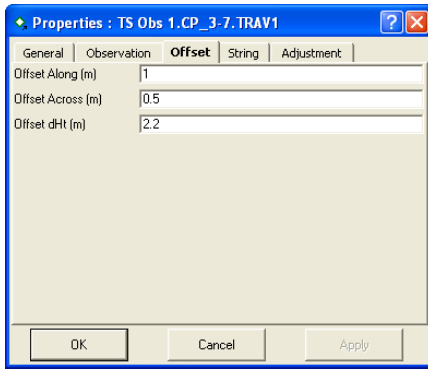 Properties : TS Obs 1.CP_3-7.TRAV1
General Observation Offset String Adjustment
Offset Along (m) 1
Offset Across (m) 0.5
Offset dHt (m) 2.2
OK Cancel Apply